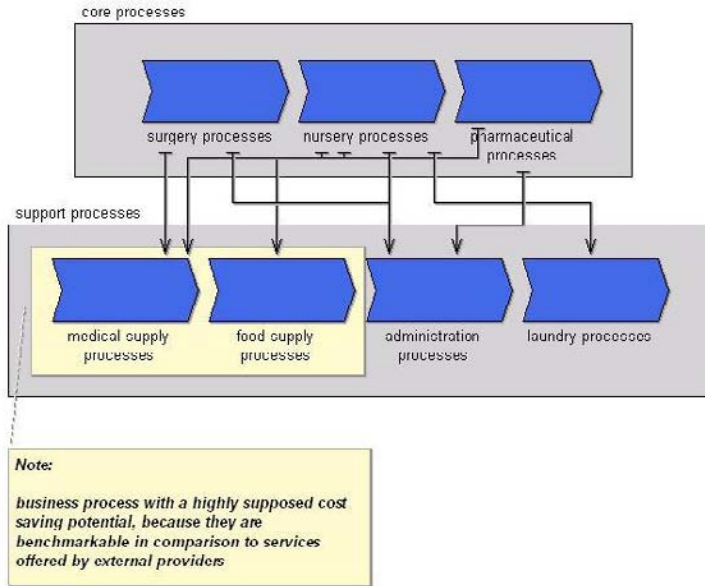 core processes
surgery processes
nursery processes
pharmaceutical
processes
support processes
medical supply
processes
food supply
processes
administration
processes
laundry processes
Note:
business process with a highly supposed cost
saving potential, because they are
benchmarkable in comparison to services
offered by external providers